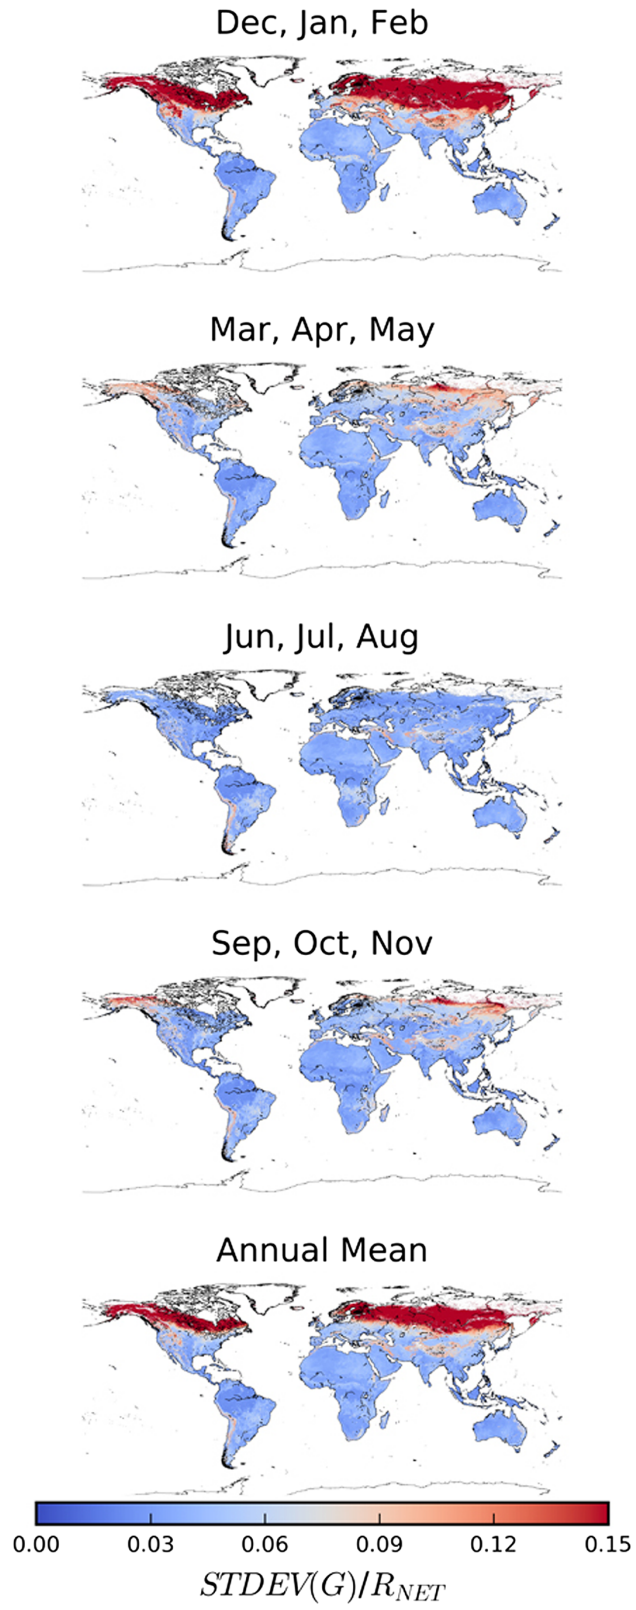 Dec, Jan, Feb
Mar, Apr, May
Jun, Jul, Aug
Sep, Oct, Nov
Annual Mean
0.00 0.03 0.06 0.09 0.12 0.15
STDEV(G)/R_NET